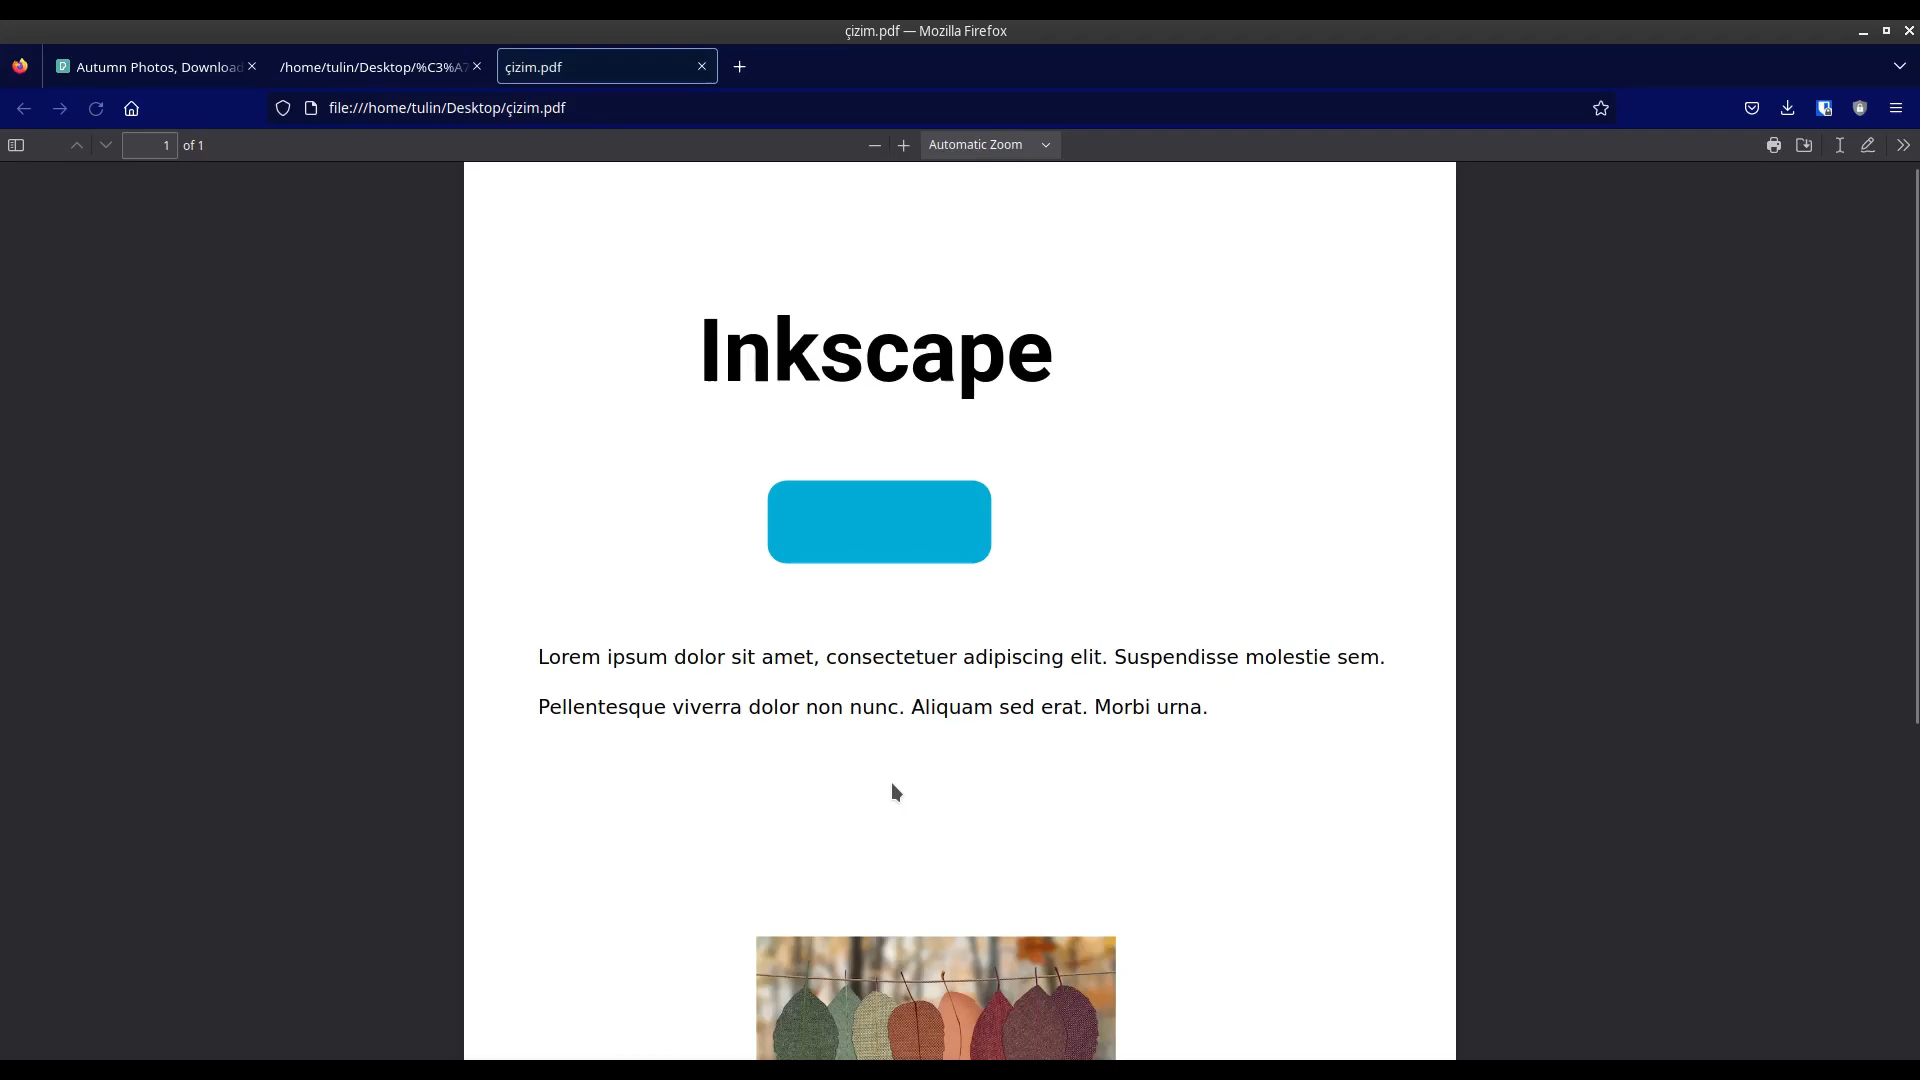 çizim.pdf — Mozilla Firefox
Autumn Photos, Download
/home/tulin/Desktop/%C3%A7
çizim.pdf
file:///home/tulin/Desktop/çizim.pdf
1 of 1
Automatic Zoom
Inkscape
Lorem ipsum dolor sit amet, consectetuer adipiscing elit. Suspendisse molestie sem.
Pellentesque viverra dolor non nunc. Aliquam sed erat. Morbi urna.